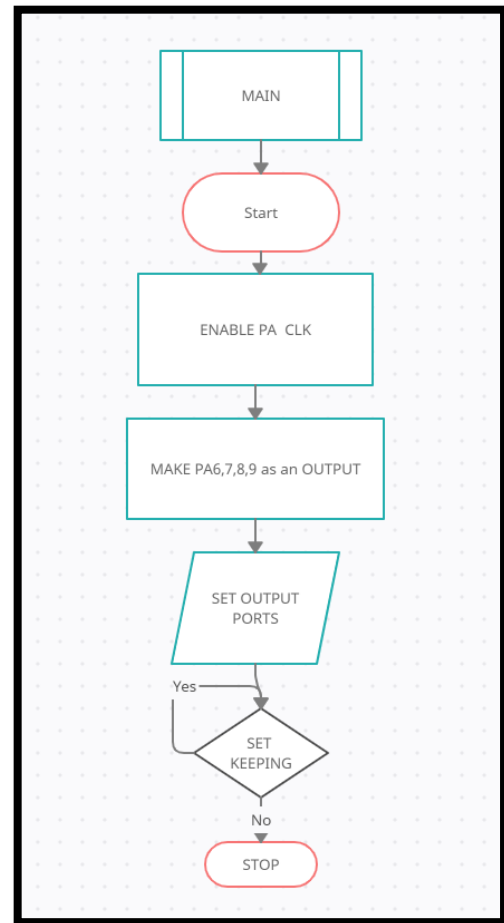 MAIN
Start
ENABLE PA  CLK
MAKE PA6,7,8,9 as an OUTPUT
SET OUTPUT
PORTS
Yes
SET
KEEPING
No
STOP